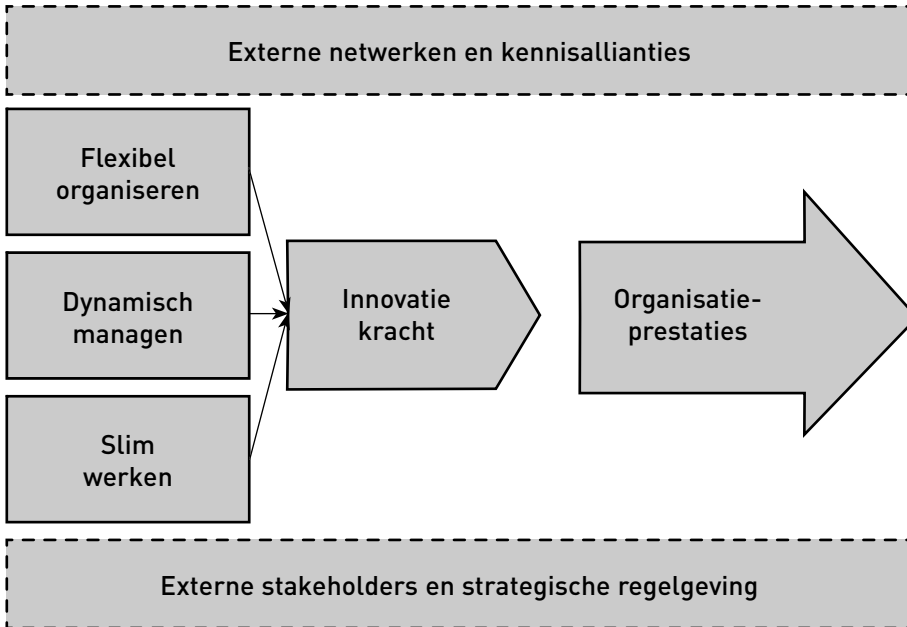 Externe netwerken en kennisallianties
Flexibel
organiseren
Dynamisch
managen
Slim
werken
Innovatie
kracht
Organisatie-
prestaties
Externe stakeholders en strategische regelgeving